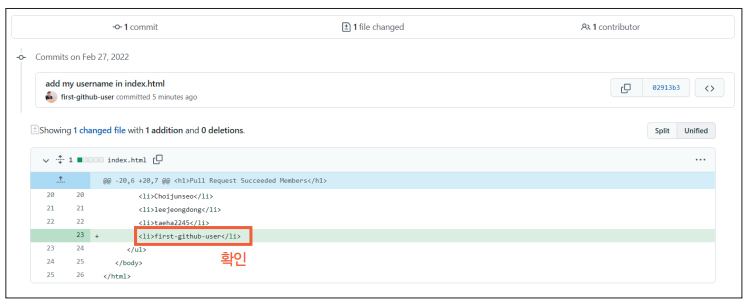 1 commit
1 file changed
1 contributor
Commits on Feb 27, 2022
add my username in index.html
first-github-user committed 5 minutes ago
02913b3
<>
Showing 1 changed file with 1 addition and 0 deletions.
Split Unified
1 index.html
...
@@ -20,6 +20,7 @@ <h1>Pull Request Succeeded Members</h1>
20 20 <li>Choijunseo</li>
21 21 <li>leejeongdong</li>
22 22 <li>taeha2245</li>
23 + <li>first-github-user</li>
23 24 </ul>
확인
24 25 </body>
25 26 </html>